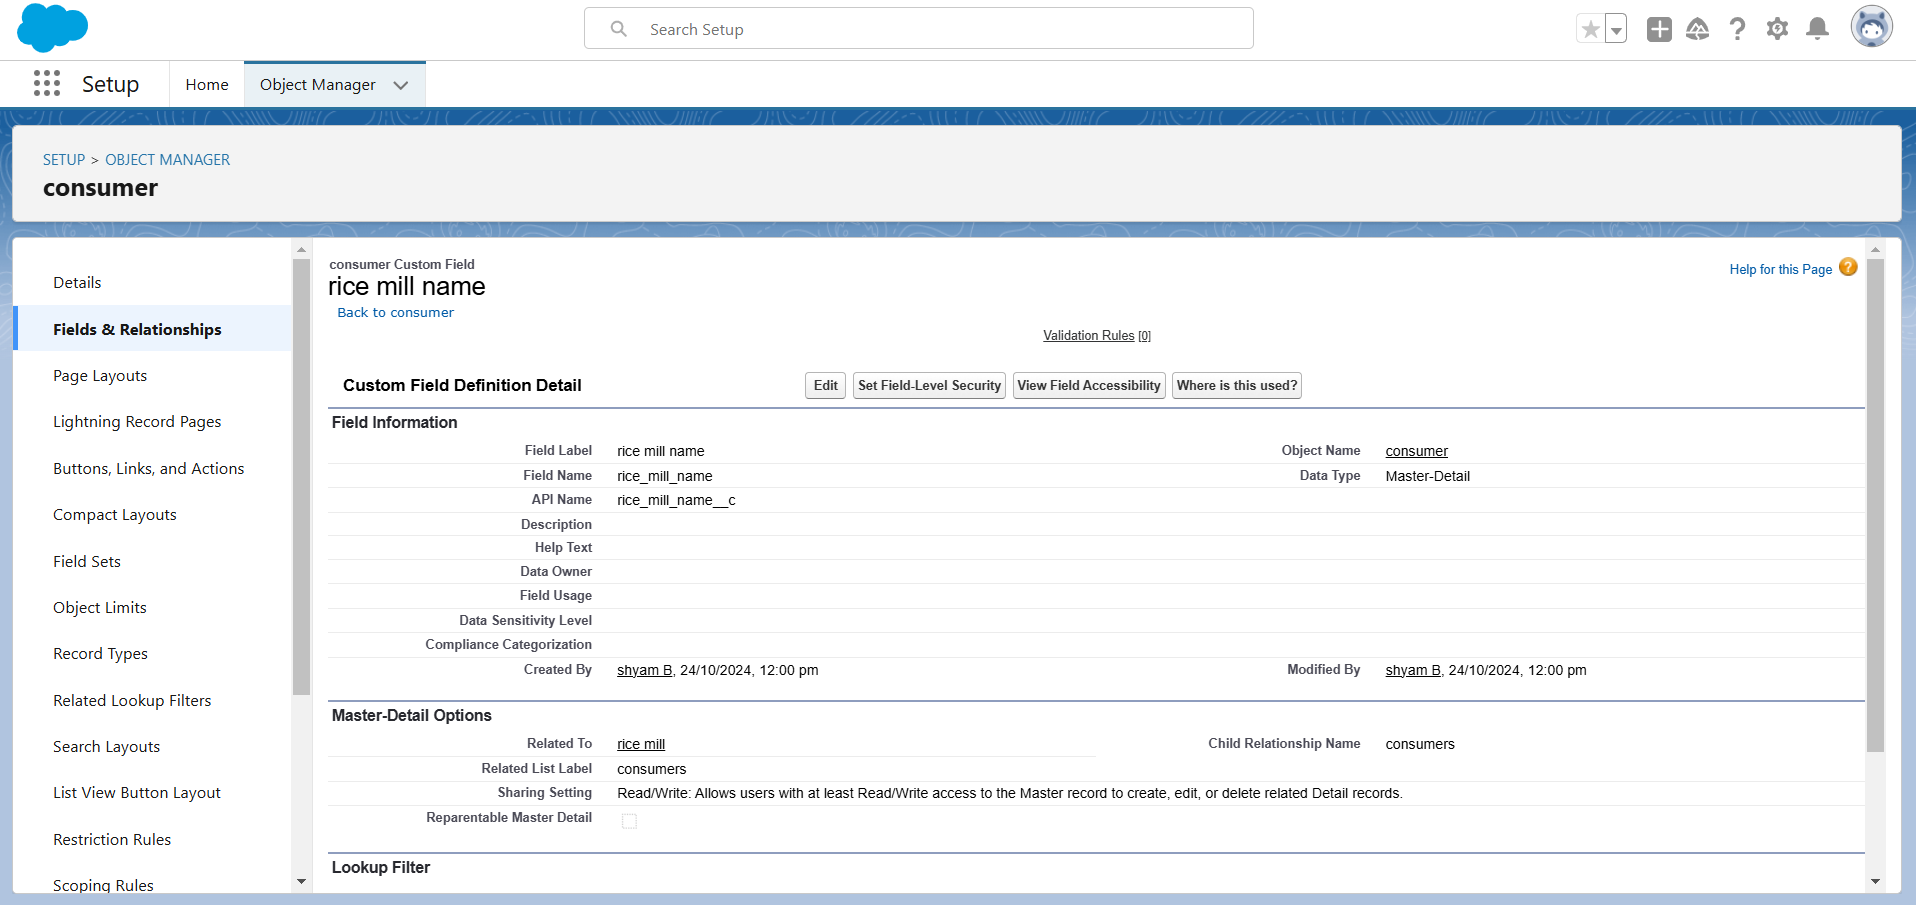 Search Setup
Setup
Home
Object Manager
SETUP > OBJECT MANAGER
consumer
Details
Fields & Relationships
Page Layouts
Lightning Record Pages
Buttons, Links, and Actions
Compact Layouts
Field Sets
Object Limits
Record Types
Related Lookup Filters
Search Layouts
List View Button Layout
Restriction Rules
Scoping Rules
consumer Custom Field
rice mill name
Back to consumer
Help for this Page
Validation Rules [0]
Custom Field Definition Detail
Edit
Set Field-Level Security
View Field Accessibility
Where is this used?
Field Information
Field Label rice mill name Object Name consumer
Field Name rice_mill_name Data Type Master-Detail
API Name rice_mill_name__c
Description
Help Text
Data Owner
Field Usage
Data Sensitivity Level
Compliance Categorization
Created By shyam B, 24/10/2024, 12:00 pm Modified By shyam B, 24/10/2024, 12:00 pm
Master-Detail Options
Related To rice mill Child Relationship Name consumers
Related List Label consumers
Sharing Setting Read/Write: Allows users with at least Read/Write access to the Master record to create, edit, or delete related Detail records.
Reparentable Master Detail
Lookup Filter